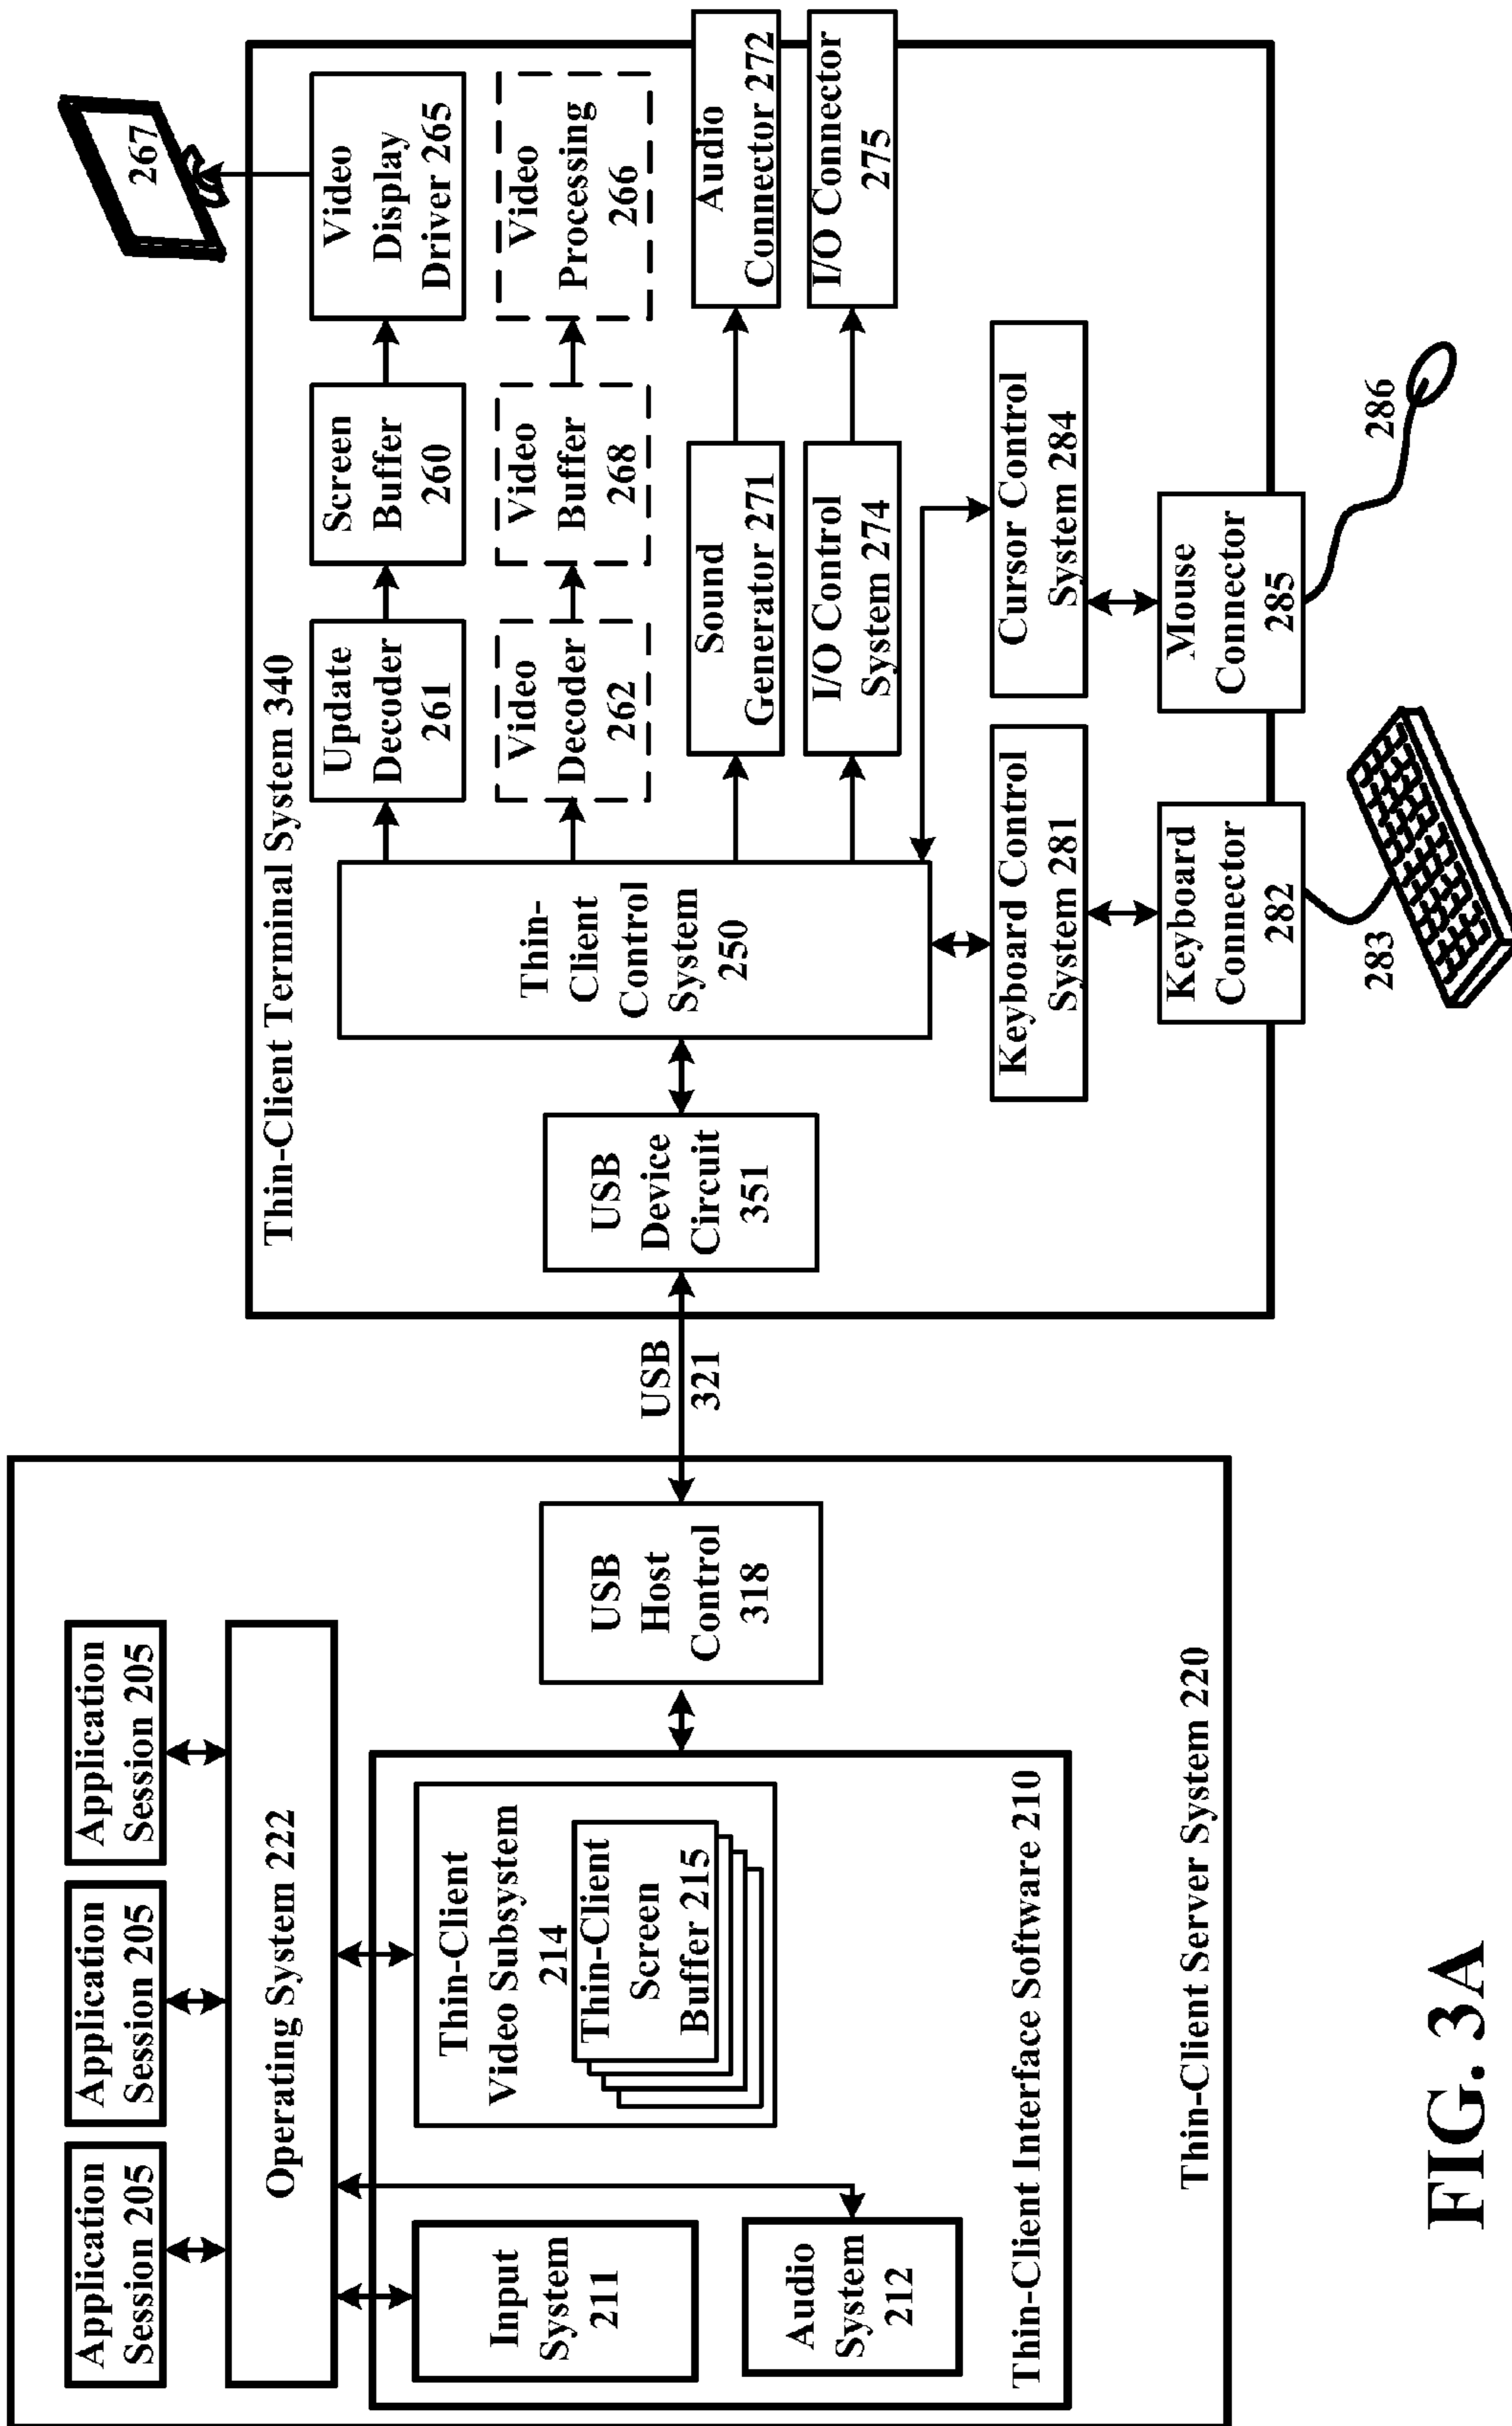 Application
Session 205
Application
Session 205
Application
Session 205
Operating System 222
Input
System
211
Thin-Client
Video Subsystem
214
Thin-Client
Screen
Buffer 215
Audio
System
212
Thin-Client Interface Software 210
Thin-Client Server System 220
USB
Host
Control
318
USB
321
Thin-Client Terminal System 340
USB
Device
Circuit
351
Thin-
Client
Control
System
250
Update
Decoder
261
Screen
Buffer
260
Video
Display
Driver 265
267
Video
Decoder
262
Video
Buffer
268
Video
Processing
266
Sound
Generator 271
Audio
Connector 272
I/O Control
System 274
I/O Connector
275
Keyboard Control
System 281
Cursor Control
System 284
Keyboard
Connector
282
Mouse
Connector
285
283
286
FIG. 3A